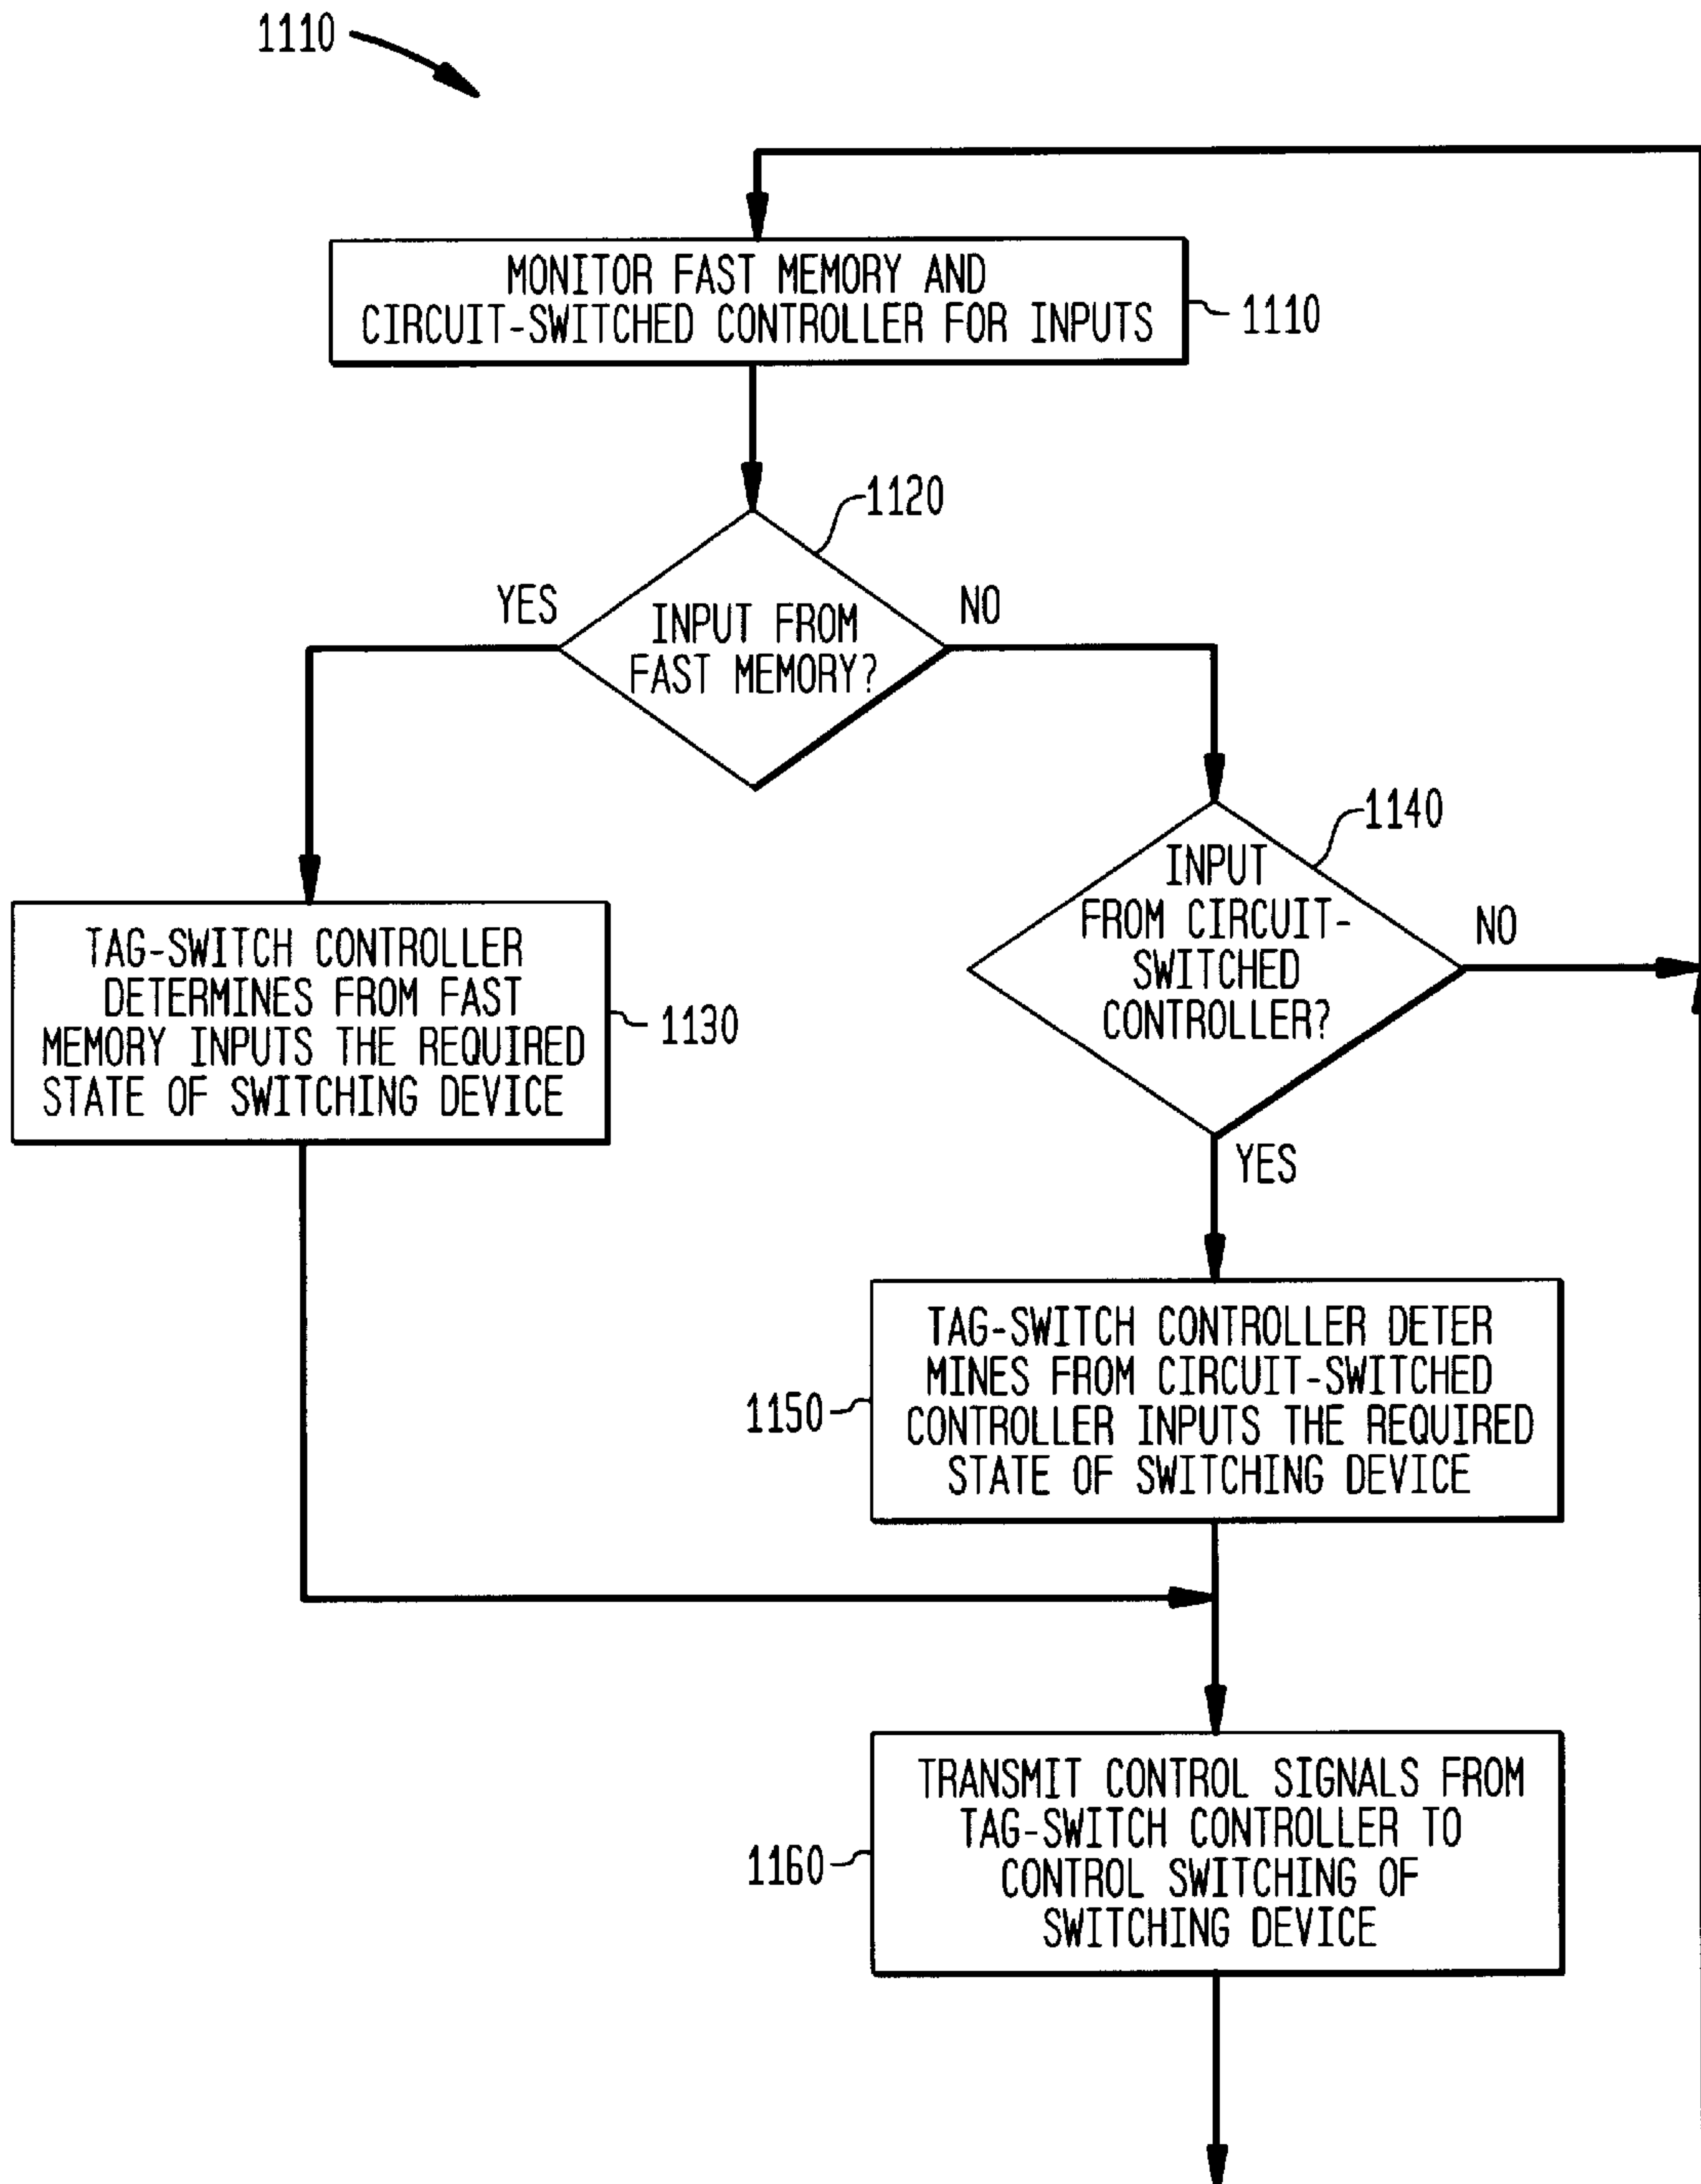 1110
MONITOR FAST MEMORY AND
CIRCUIT-SWITCHED CONTROLLER FOR INPUTS
1110
1120
YES
NO
INPUT FROM
FAST MEMORY?
1140
INPUT
FROM CIRCUIT-
SWITCHED
CONTROLLER?
NO
YES
TAG-SWITCH CONTROLLER
DETERMINES FROM FAST
MEMORY INPUTS THE REQUIRED
STATE OF SWITCHING DEVICE
1130
TAG-SWITCH CONTROLLER DETER
MINES FROM CIRCUIT-SWITCHED
CONTROLLER INPUTS THE REQUIRED
STATE OF SWITCHING DEVICE
1150
TRANSMIT CONTROL SIGNALS FROM
TAG-SWITCH CONTROLLER TO
CONTROL SWITCHING OF
SWITCHING DEVICE
1160